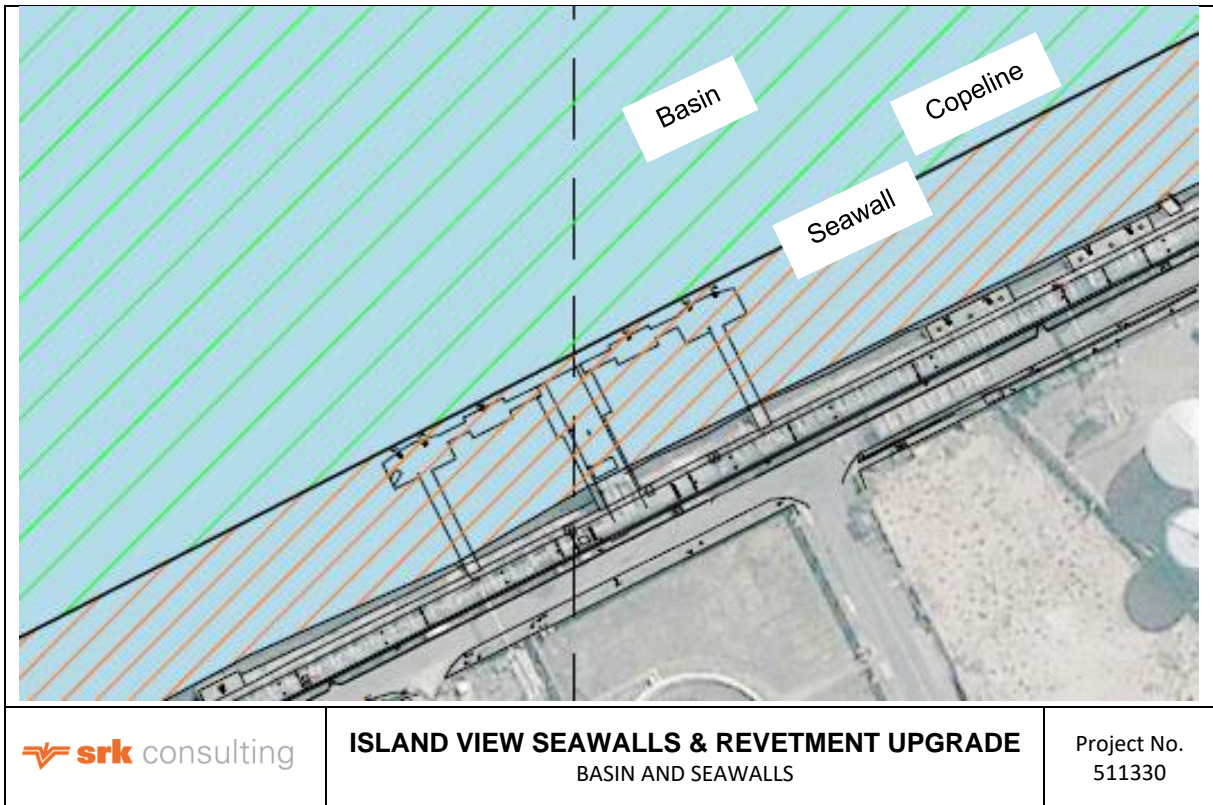 Basin
Copeline
Seawall
srk consulting
ISLAND VIEW SEAWALLS & REVETMENT UPGRADE
BASIN AND SEAWALLS
Project No.
511330